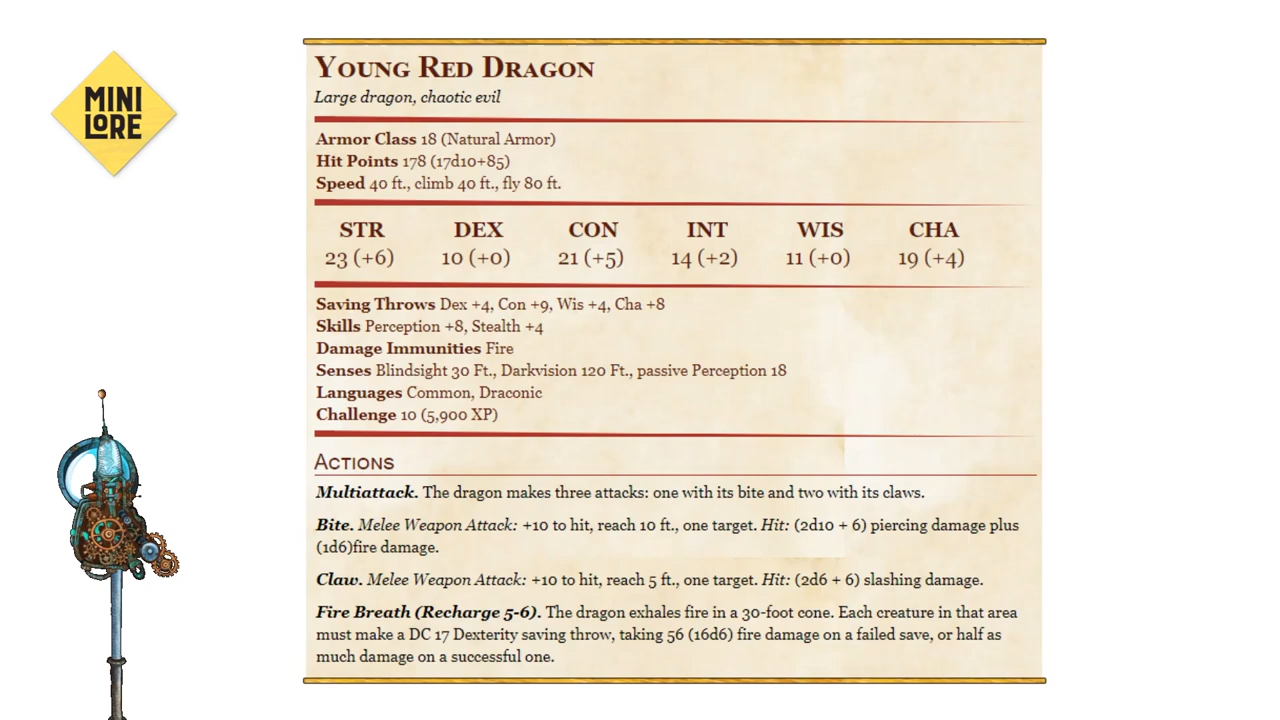 MINI
LORE
Young Red Dragon
Large dragon, chaotic evil
Armor Class 18 (Natural Armor)
Hit Points 178 (17d10+85)
Speed 40 ft., climb 40 ft., fly 80 ft.
STR DEX CON INT WIS CHA
23 (+6) 10 (+0) 21 (+5) 14 (+2) 11 (+0) 19 (+4)
Saving Throws Dex +4, Con +9, Wis +4, Cha +8
Skills Perception +8, Stealth +4
Damage Immunities Fire
Senses Blindsight 30 Ft., Darkvision 120 Ft., passive Perception 18
Languages Common, Draconic
Challenge 10 (5,900 XP)
Actions
Multiattack. The dragon makes three attacks: one with its bite and two with its claws.
Bite. Melee Weapon Attack: +10 to hit, reach 10 ft., one target. Hit: (2d10 + 6) piercing damage plus
(1d6)fire damage.
Claw. Melee Weapon Attack: +10 to hit, reach 5 ft., one target. Hit: (2d6 + 6) slashing damage.
Fire Breath (Recharge 5-6). The dragon exhales fire in a 30-foot cone. Each creature in that area
must make a DC 17 Dexterity saving throw, taking 56 (16d6) fire damage on a failed save, or half as
much damage on a successful one.